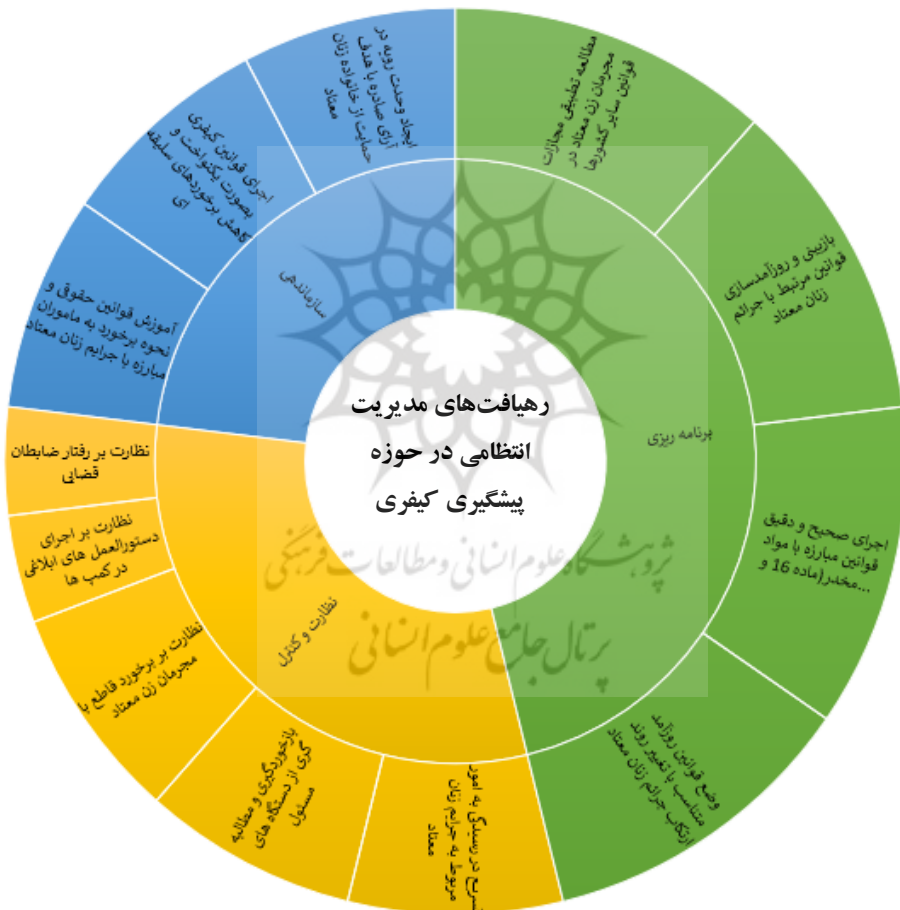 رهیافت‌های مدیریت
انتظامی در حوزه
پیشگیری کیفری
برنامه ریزی
مطالعه تطبیقی مجازات
مجرمان زن معتاد در
قوانین سایر کشورها
بازبینی و روزآمدسازی
قوانین مرتبط با جرائم
زنان معتاد
اجرای صحیح و دقیق
قوانین مبارزه با مواد
مخدر(ماده 16 و...
وضع قوانین روزآمد
متناسب با تغییر روند
ارتکاب جرائم زنان معتاد
نظارت و کنترل
تسریع در رسیدگی به امور
مربوط به جرایم زنان
معتاد
بازخوردگیری و مطالبه
گری از دستگاه های
مسئول
نظارت بر برخورد قاطع با
مجرمان زن معتاد
نظارت بر اجرای
دستورالعمل های ابلاغی
در کمپ ها
نظارت بر رفتار ضابطان
قضایی
سازماندهی
آموزش قوانین حقوقی و
نحوه برخورد به ماموران
مبارزه با جرایم زنان معتاد
اجرای قوانین کیفری
بصورت یکنواخت و
کاهش برخوردهای سلیقه
ای
ایجاد وحدت رویه در
آرای صادره با هدف
حمایت از خانواده زنان
معتاد
پژوهشگاه علوم انسانی و مطالعات فرهنگی
پرتال جامع علوم انسانی